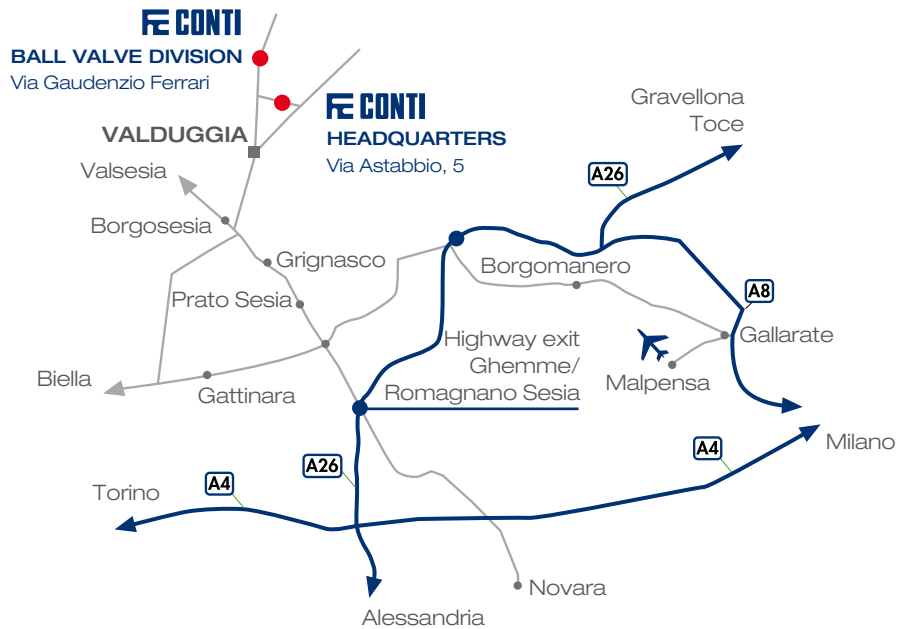 FE CONTI
BALL VALVE DIVISION
Via Gaudenzio Ferrari
FE CONTI
HEADQUARTERS
Via Astabbio, 5
Gravellona
Toce
VALDUGGIA
Valsesia
A26
Borgosesia
Grignasco
Borgomanero
A8
Prato Sesia
Gallarate
Highway exit
Ghemme/
Romagnano Sesia
Malpensa
Biella
Gattinara
Milano
A4
A26
A4
Torino
Novara
Alessandria